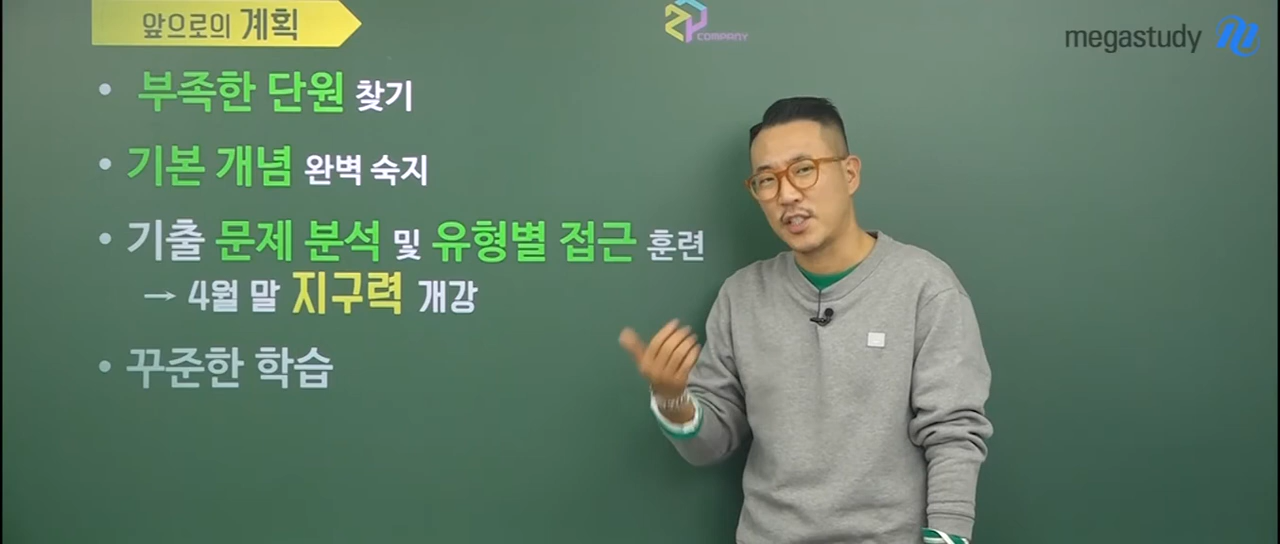 앞으로의 계획
ZP COMPANY
megastudy
• 부족한 단원 찾기
• 기본 개념 완벽 숙지
• 기출 문제 분석 및 유형별 접근 훈련
→ 4월 말 지구력 개강
• 꾸준한 학습